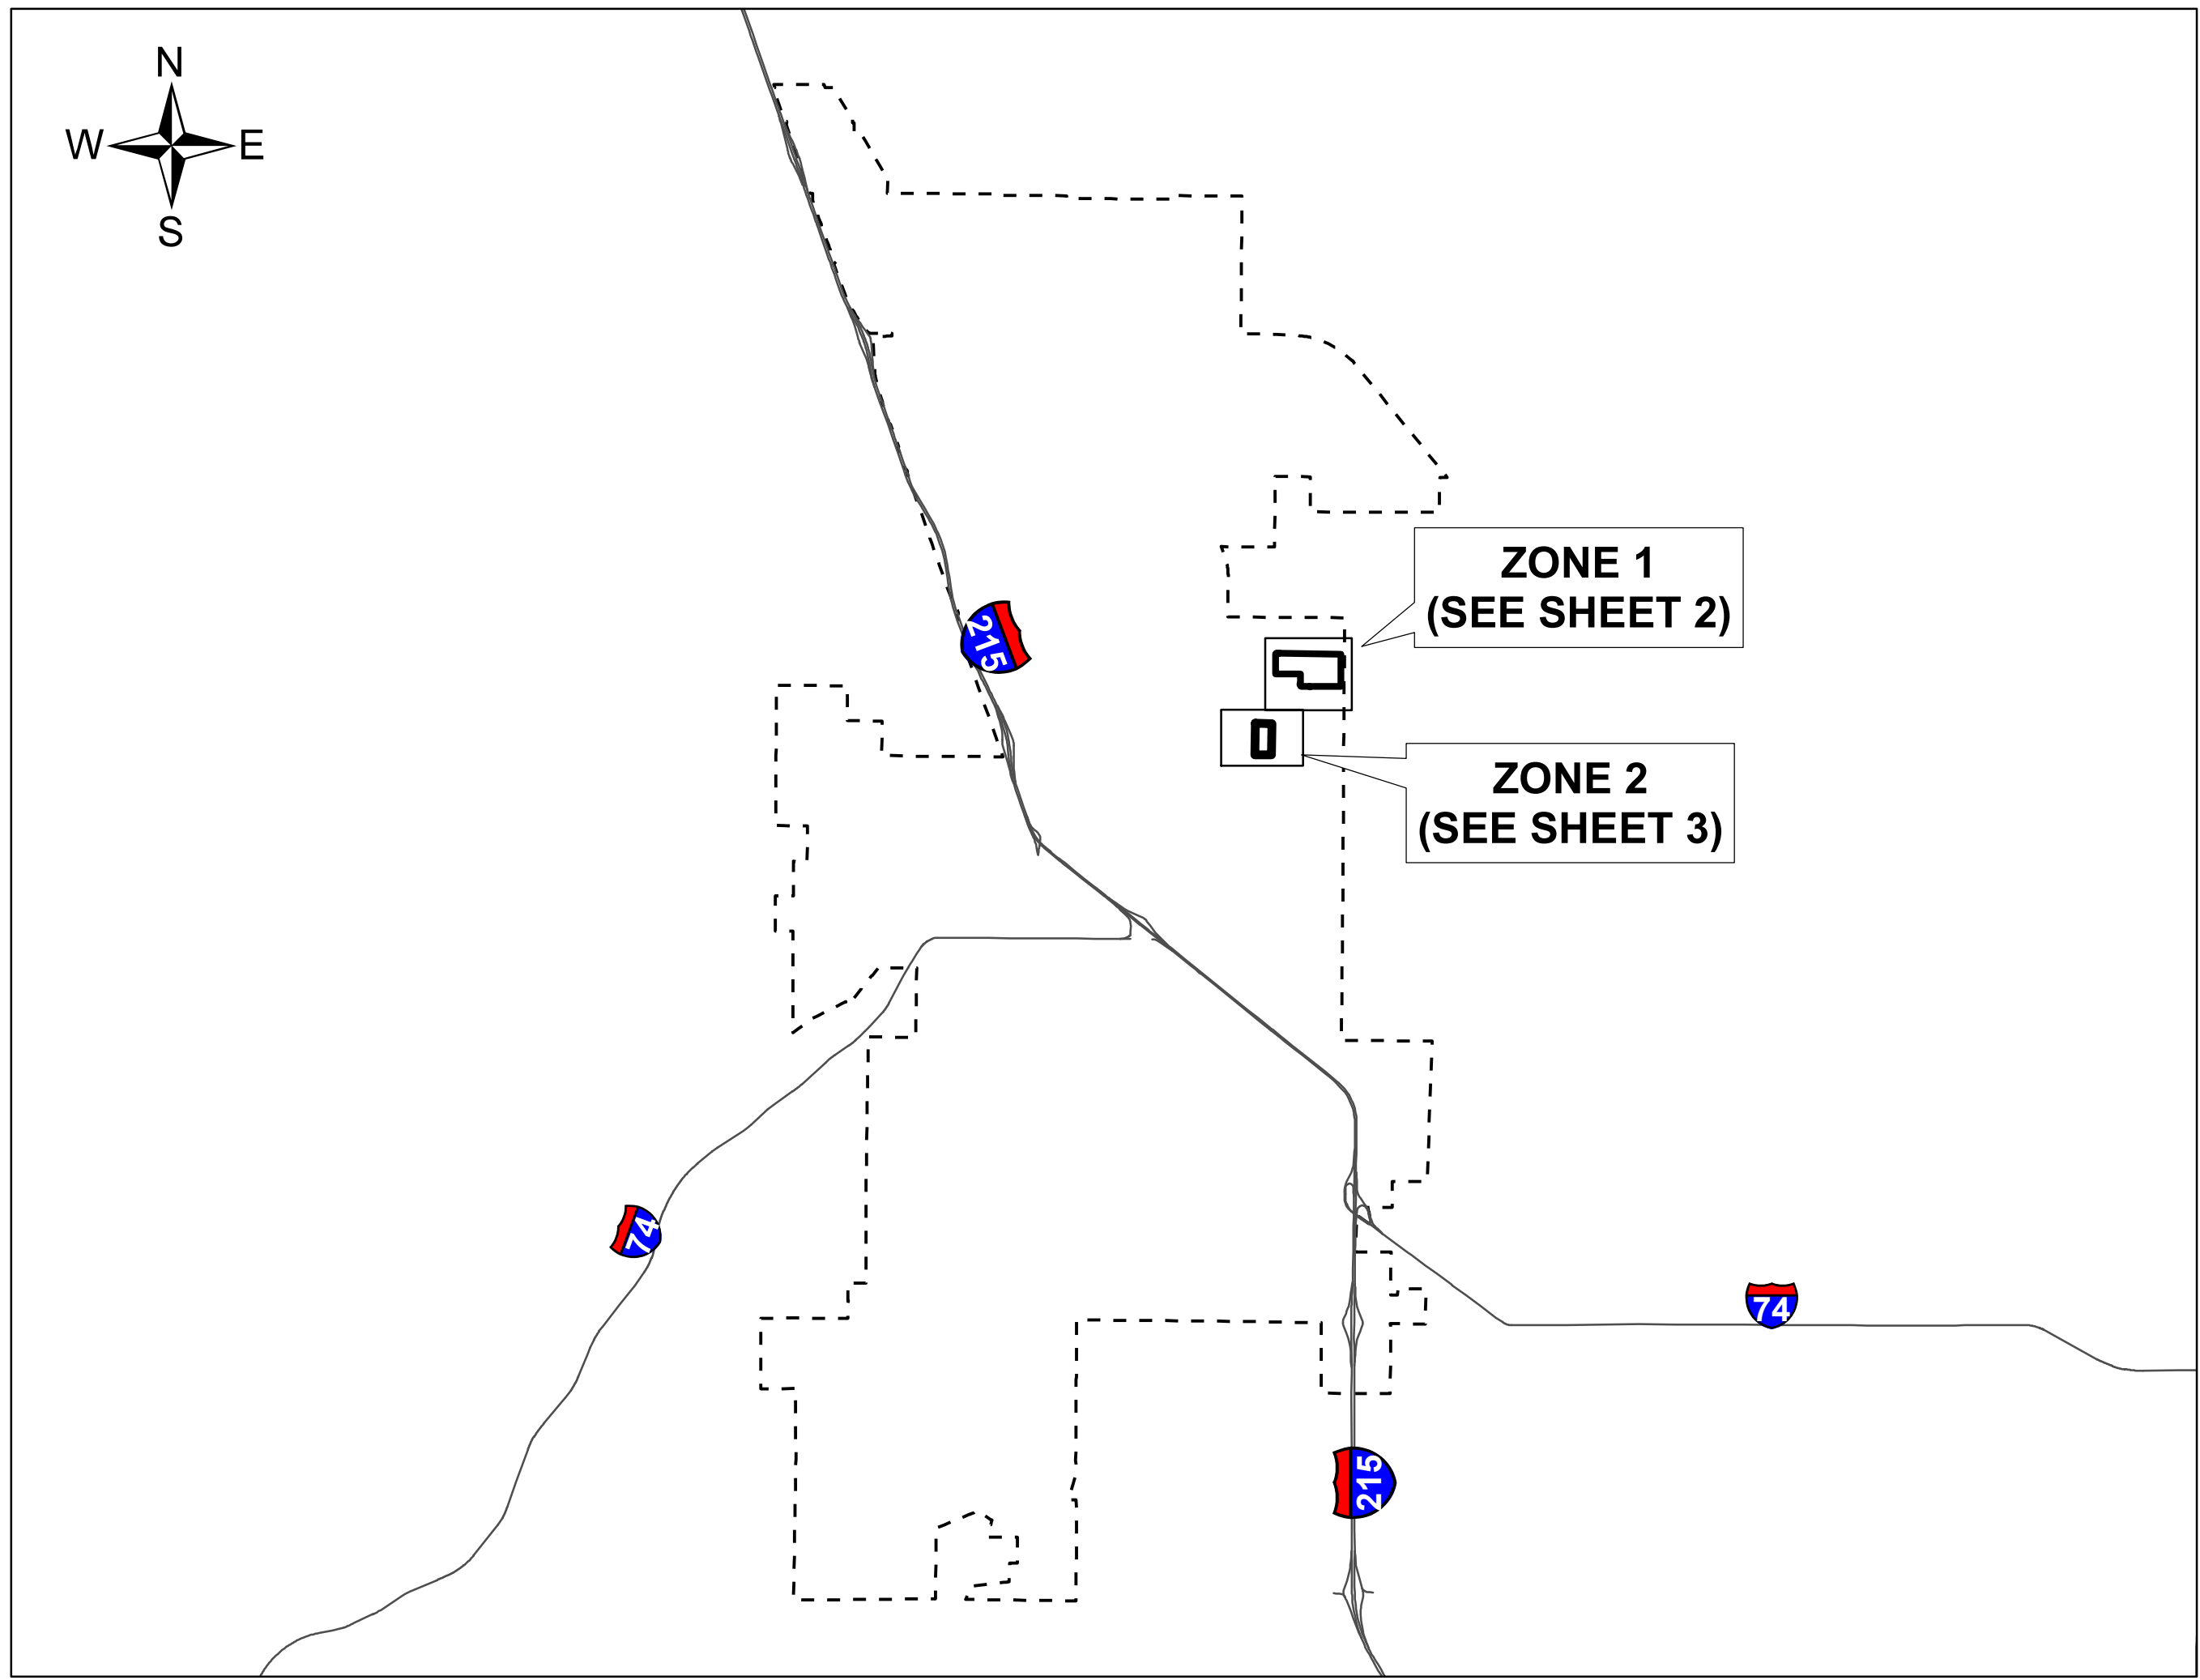 N
W
E
S
ZONE 1
(SEE SHEET 2)
215
ZONE 2
(SEE SHEET 3)
74
74
215